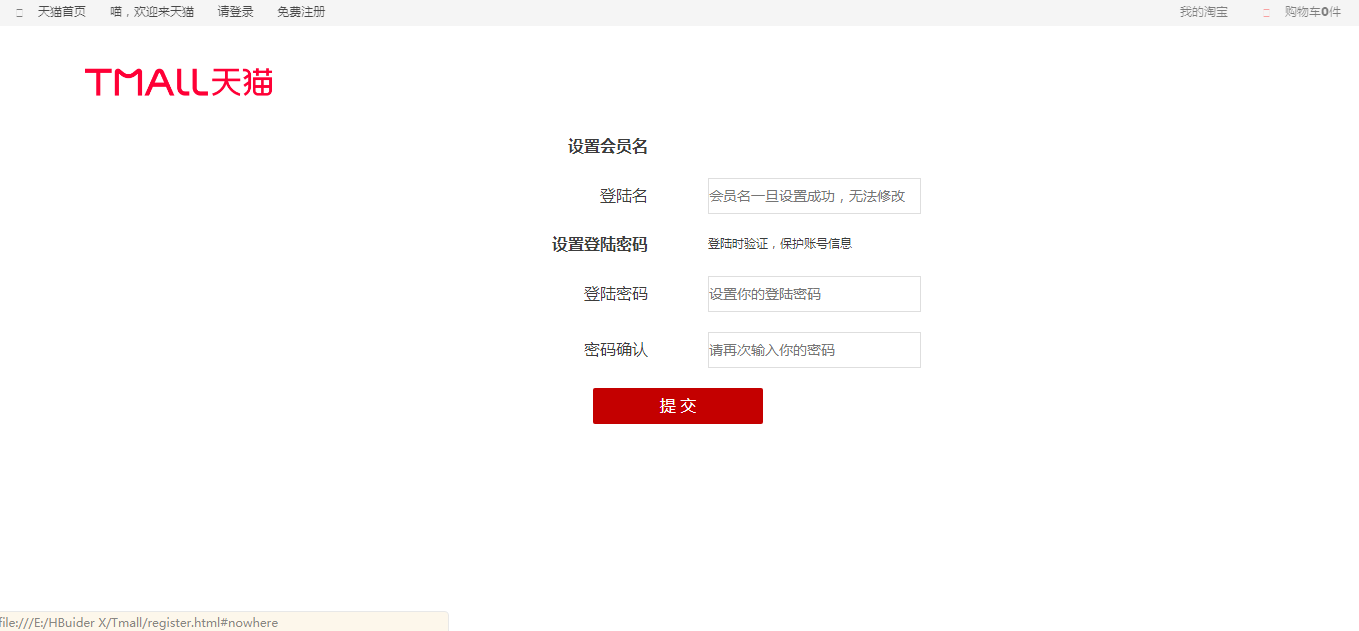 天猫首页 喵，欢迎来天猫 请登录 免费注册 我的淘宝 购物车0件
TMALL天猫
设置会员名
登陆名 会员名一旦设置成功，无法修改
设置登陆密码 登陆时验证，保护账号信息
登陆密码 设置你的登陆密码
密码确认 请再次输入你的密码
提 交
file:///E:/HBuider X/Tmall/register.html#nowhere